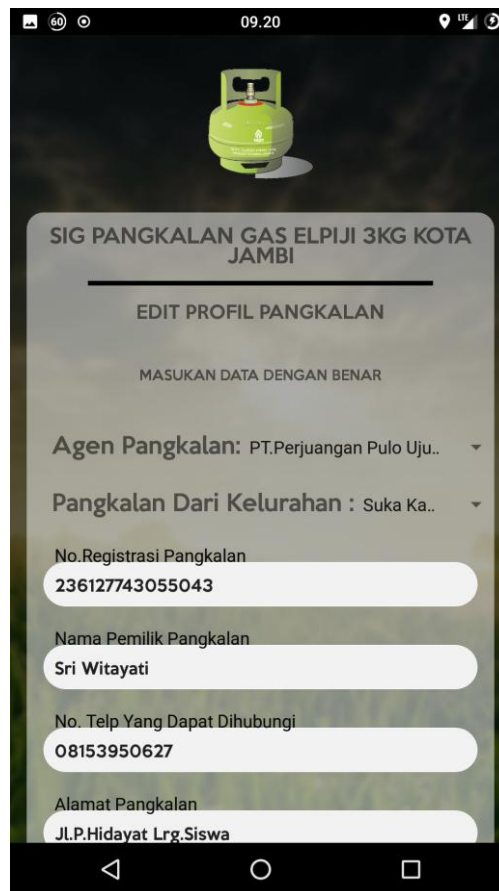 60 09.20 LTE
SIG PANGKALAN GAS ELPIJI 3KG KOTA
JAMBI
EDIT PROFIL PANGKALAN
MASUKAN DATA DENGAN BENAR
Agen Pangkalan: PT.Perjuangan Pulo Uju..
Pangkalan Dari Kelurahan : Suka Ka..
No.Registrasi Pangkalan
236127743055043
Nama Pemilik Pangkalan
Sri Witayati
No. Telp Yang Dapat Dihubungi
08153950627
Alamat Pangkalan
Jl.P.Hidayat Lrg.Siswa